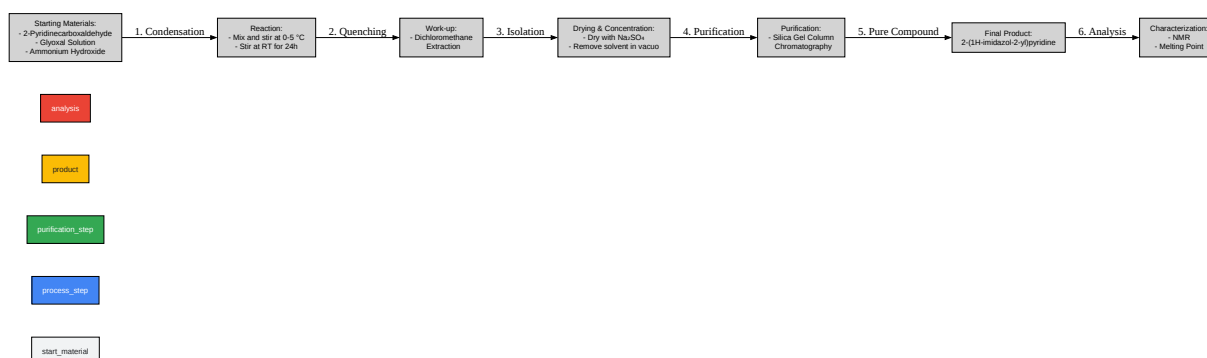 Starting Materials:
- 2-Pyridinecarboxaldehyde
- Glyoxal Solution
- Ammonium Hydroxide
1. Condensation
Reaction:
- Mix and stir at 0-5 °C
- Stir at RT for 24h
2. Quenching
Work-up:
- Dichloromethane
Extraction
3. Isolation
Drying & Concentration:
- Dry with Na₂SO₄
- Remove solvent in vacuo
4. Purification
Purification:
- Silica Gel Column
Chromatography
5. Pure Compound
Final Product:
2-(1H-imidazol-2-yl)pyridine
6. Analysis
Characterization:
- NMR
- Melting Point
analysis
product
purification_step
process_step
start_material